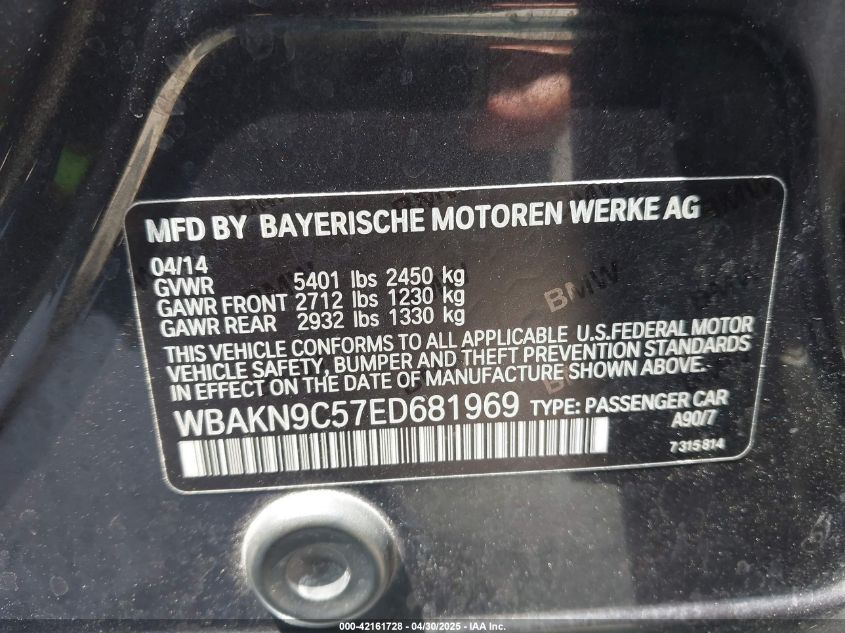 MFD BY BAYERISCHE MOTOREN WERKE AG
04/14
GVWR 5401 lbs 2450 kg
GAWR FRONT 2712 lbs 1230 kg
GAWR REAR 2932 lbs 1330 kg
THIS VEHICLE CONFORMS TO ALL APPLICABLE U.S.FEDERAL MOTOR
VEHICLE SAFETY, BUMPER AND THEFT PREVENTION STANDARDS
IN EFFECT ON THE DATE OF MANUFACTURE SHOWN ABOVE.
WBAKN9C57ED681969 TYPE: PASSENGER CAR
A90/7
7 315 814
000-42161728 - 04/30/2025 - IAA Inc.